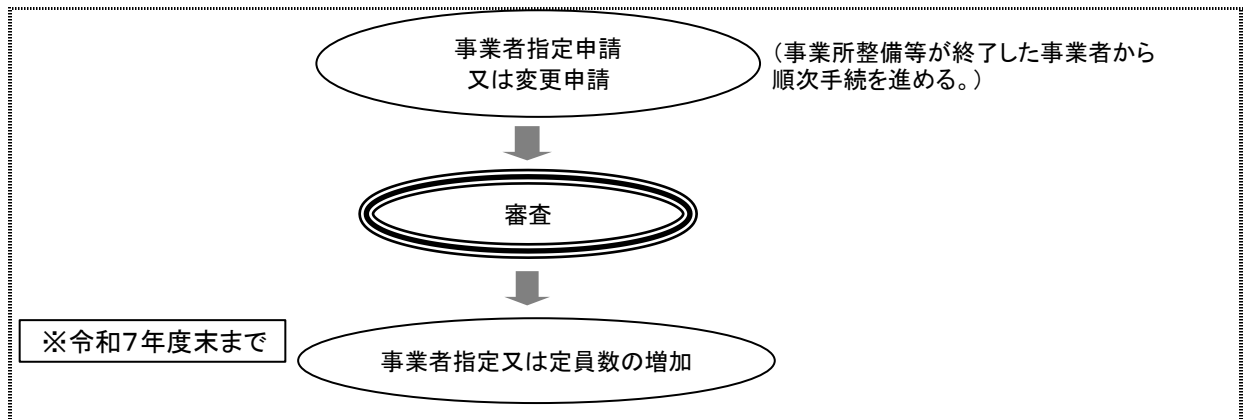 事業者指定申請
又は変更申請
（事業所整備等が終了した事業者から
順次手続を進める。）
審査
※令和７年度末まで
事業者指定又は定員数の増加